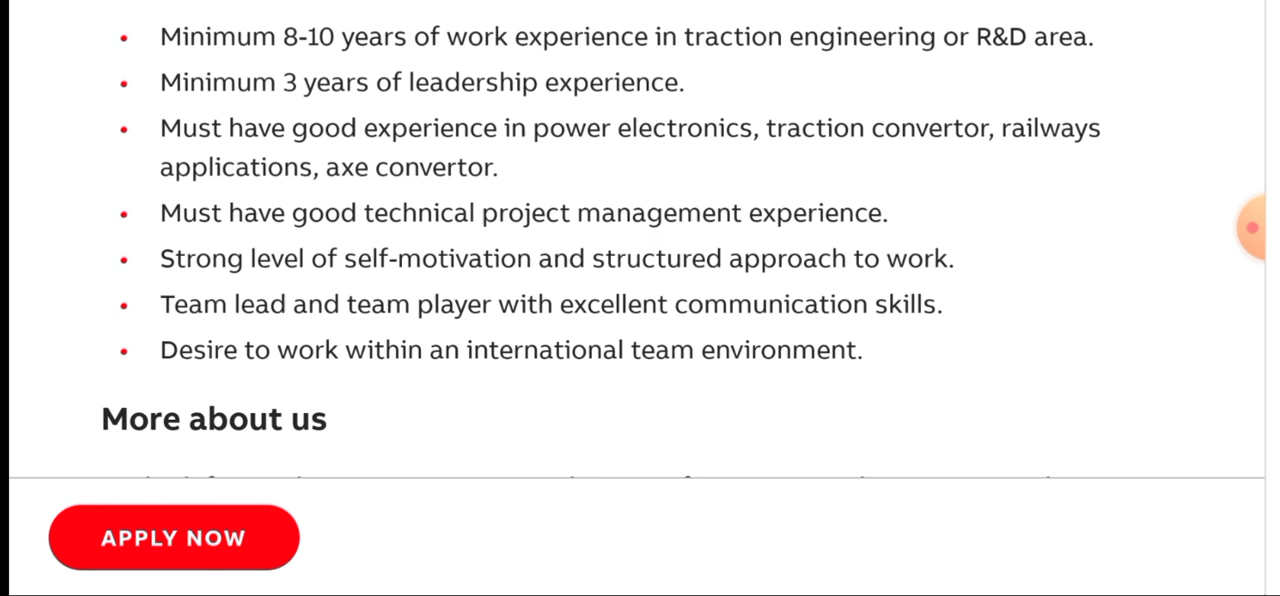 Minimum 8-10 years of work experience in traction engineering or R&D area.
Minimum 3 years of leadership experience.
Must have good experience in power electronics, traction convertor, railways
applications, axe convertor.
Must have good technical project management experience.
Strong level of self-motivation and structured approach to work.
Team lead and team player with excellent communication skills.
Desire to work within an international team environment.
More about us
APPLY NOW